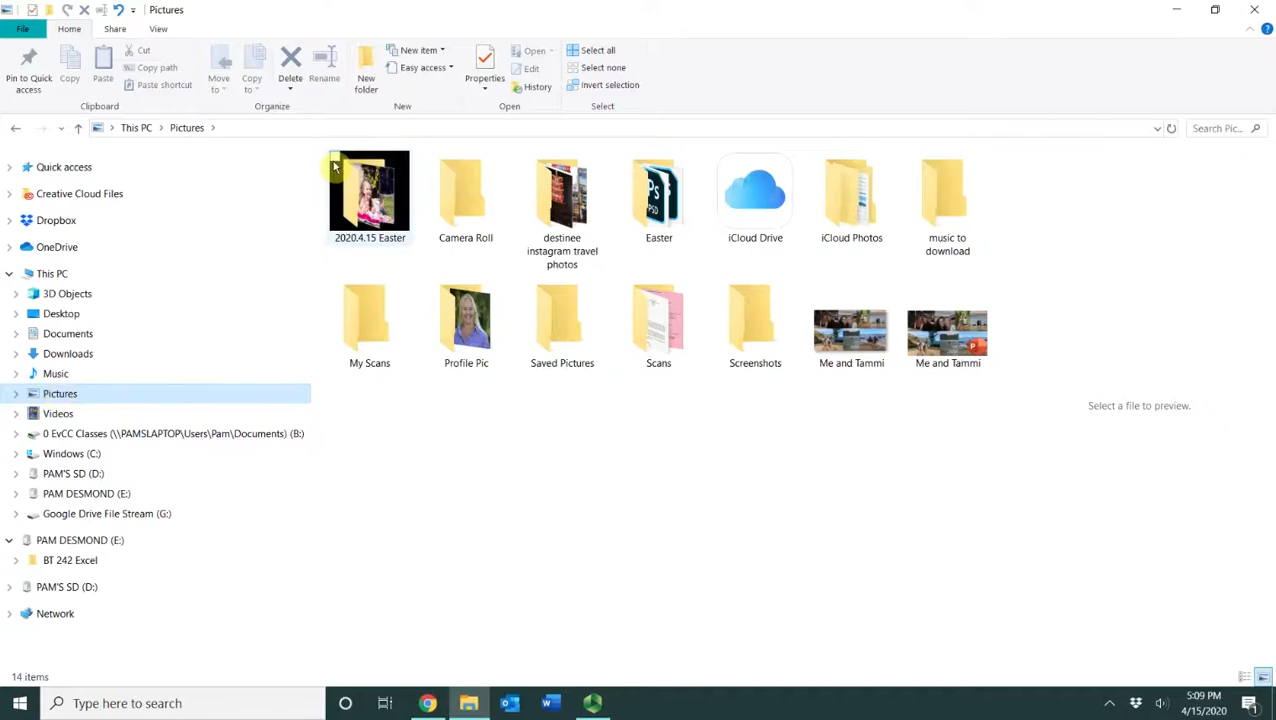 Pictures
File
Home
Share
View
Pin to Quick
access
Copy
Paste
Cut
Copy path
Paste shortcut
Move
to
Copy
to
Delete
Rename
New
folder
New item
Easy access
Properties
Open
Edit
History
Select all
Select none
Invert selection
Clipboard
Organize
New
Open
Select
This PC
Pictures
Search Pic...
Quick access
Creative Cloud Files
Dropbox
OneDrive
This PC
3D Objects
Desktop
Documents
Downloads
Music
Pictures
Videos
0 EvCC Classes (\\PAMSLAPTOP\Users\Pam\Documents) (B:)
Windows (C:)
PAM'S SD (D:)
PAM DESMOND (E:)
Google Drive File Stream (G:)
PAM DESMOND (E:)
BT 242 Excel
PAM'S SD (D:)
Network
2020.4.15 Easter
Camera Roll
destinee
instagram travel
photos
PS
PSD
Easter
iCloud Drive
iCloud Photos
music to
download
My Scans
Profile Pic
Saved Pictures
Scans
Screenshots
Me and Tammi
Me and Tammi
Select a file to preview.
14 items
Type here to search
5:09 PM
4/15/2020
1